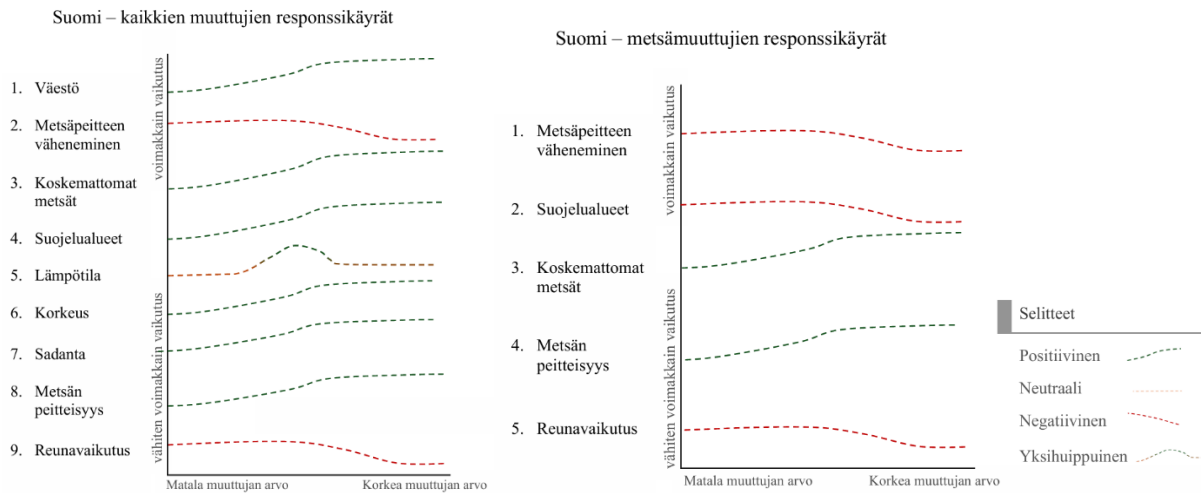 Suomi – kaikkien muuttujien responssikäyrät
voimakkain vaikutus
vähiten voimakkain vaikutus
1. Väestö
2. Metsäpeitteen
väheneminen
3. Koskemattomat
metsät
4. Suojelualueet
5. Lämpötila
6. Korkeus
7. Sadanta
8. Metsän
peitteisyys
9. Reunavaikutus
Matala muuttujan arvo
Korkea muuttujan arvo
Suomi – metsämuuttujien responssikäyrät
voimakkain vaikutus
vähiten voimakkain vaikutus
1. Metsäpeitteen
väheneminen
2. Suojelualueet
3. Koskemattomat
metsät
4. Metsän
peitteisyys
5. Reunavaikutus
Matala muuttujan arvo
Korkea muuttujan arvo
Selitteet
Positiivinen
Neutraali
Negatiivinen
Yksihuippuinen